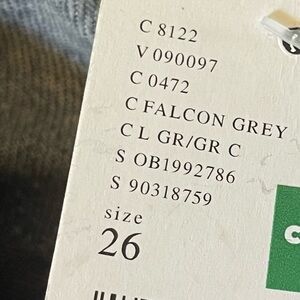 C 8122
V 090097
C 0472
C FALCON GREY
C L GR/GR C
S OB1992786
S 90318759
size
26